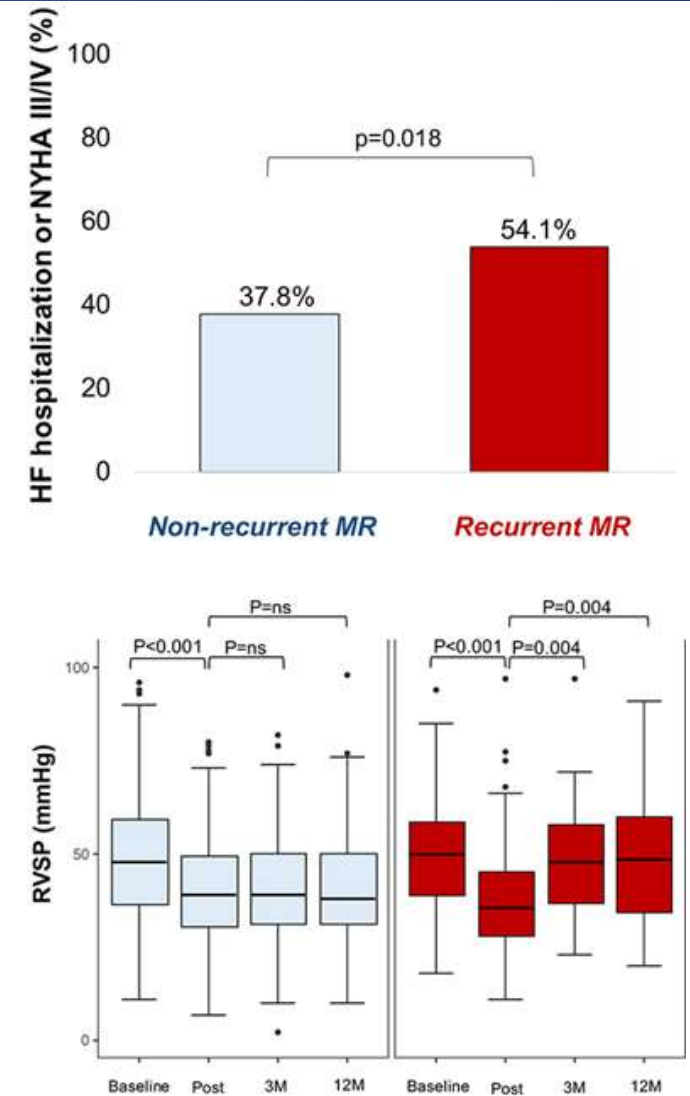 HF hospitalization or NYHA III/IV (%)
100
80
60
40
20
0
p=0.018
37.8%
54.1%
Non-recurrent MR
Recurrent MR
RVSP (mmHg)
100
50
0
P=ns
P<0.001
P=ns
Baseline
Post
3M
12M
P=0.004
P<0.001
P=0.004
Baseline
Post
3M
12M